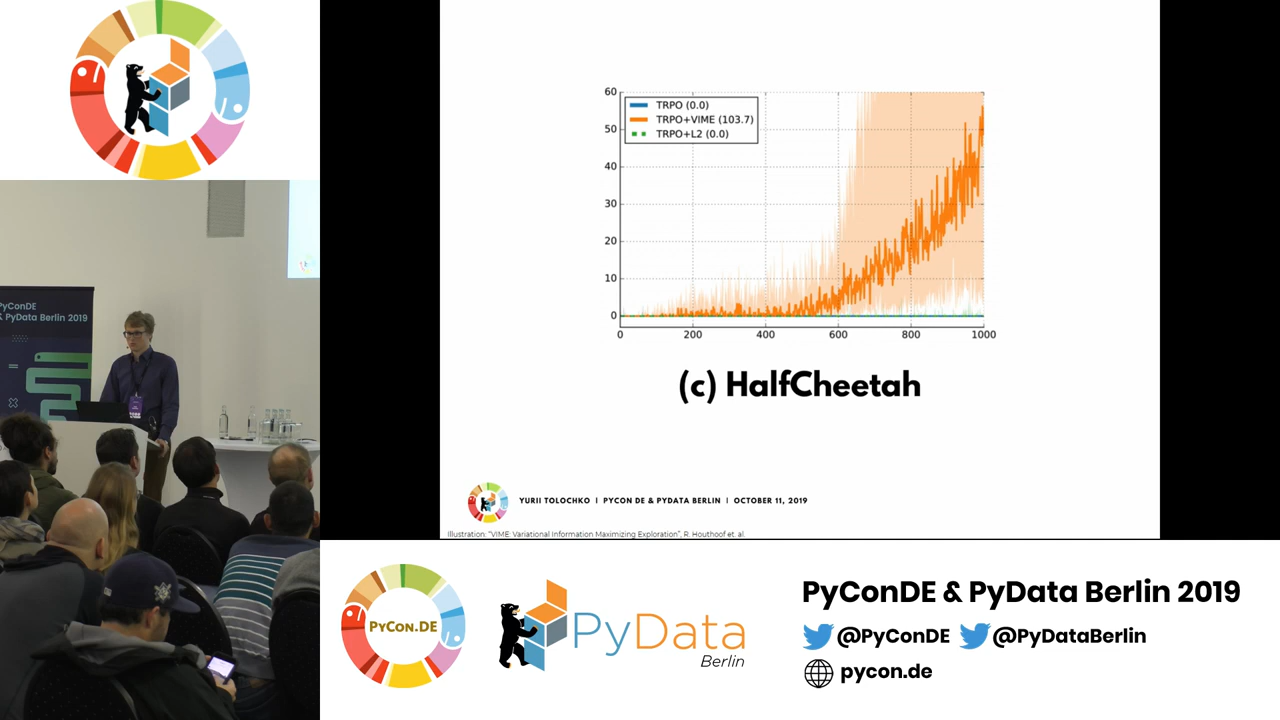 PyConDE
& PyData Berlin 2019
60
50
40
30
20
10
0
TRPO (0.0)
TRPO+VIME (103.7)
TRPO+L2 (0.0)
0 200 400 600 800 1000
(c) HalfCheetah
YURII TOLOCHKO | PYCON DE & PYDATA BERLIN | OCTOBER 11, 2019
Illustration: "VIME: Variational Information Maximizing Exploration", R. Houthoof et. al.
PYCON.DE
PyData
Berlin
PyConDE & PyData Berlin 2019
@PyConDE @PyDataBerlin
pycon.de